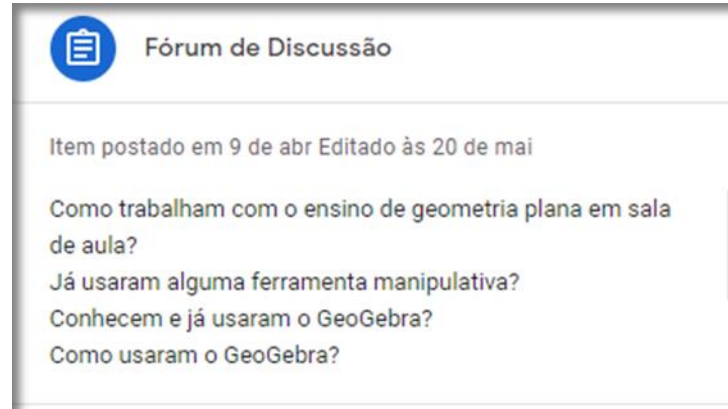 Fórum de Discussão
Item postado em 9 de abr Editado às 20 de mai
Como trabalham com o ensino de geometria plana em sala
de aula?
Já usaram alguma ferramenta manipulativa?
Conhecem e já usaram o GeoGebra?
Como usaram o GeoGebra?